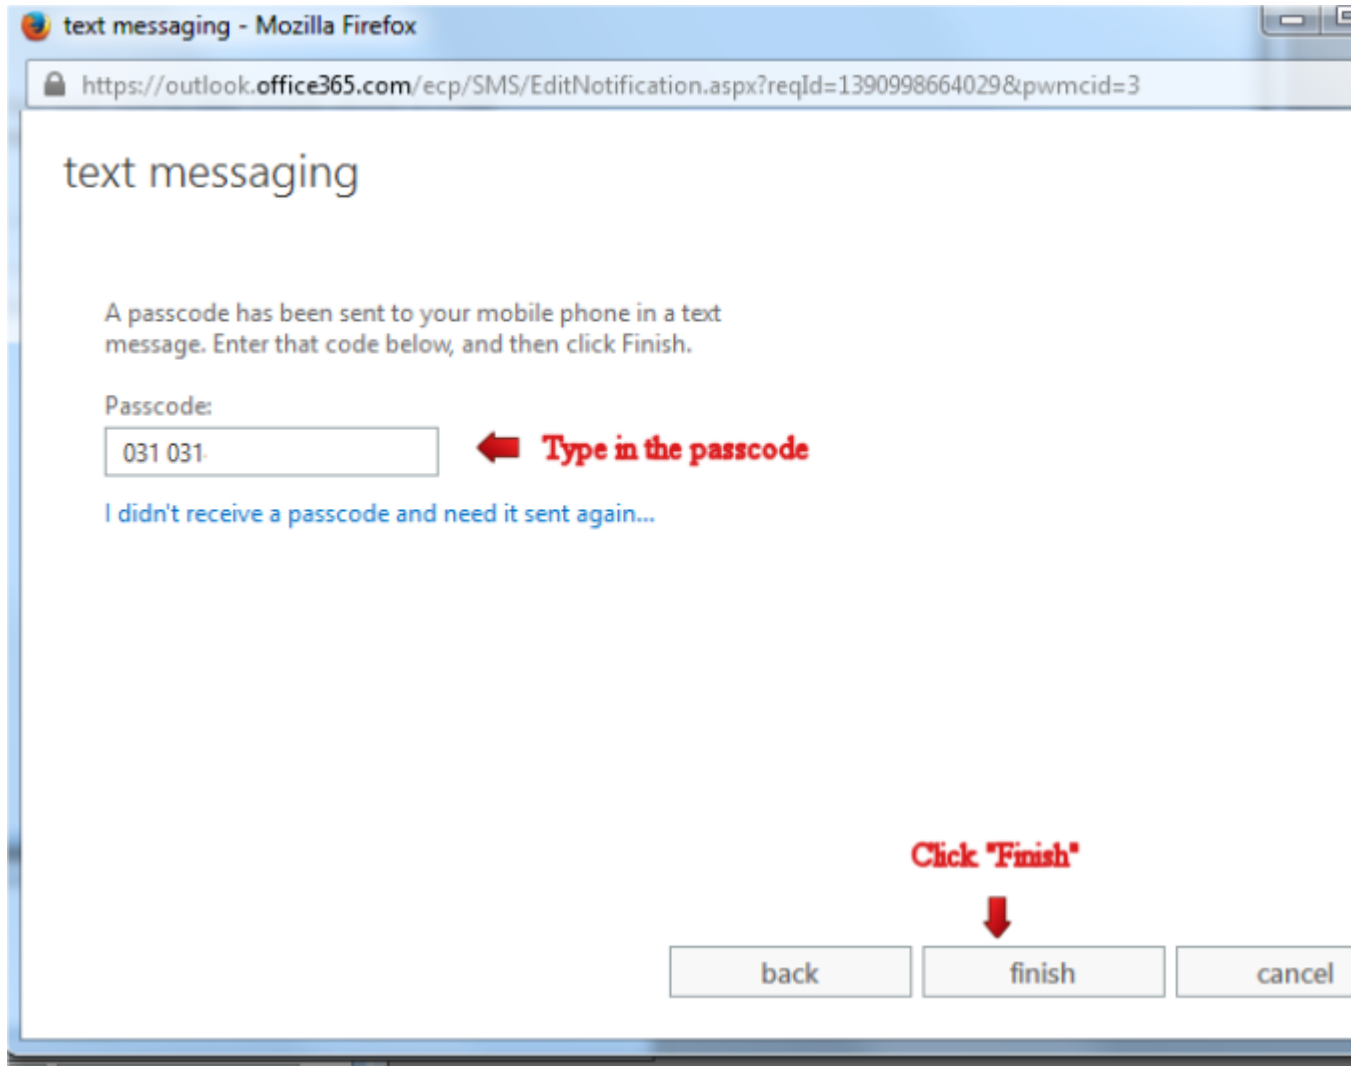 text messaging - Mozilla Firefox
https://outlook.office365.com/ecp/SMS/EditNotification.aspx?reqId=1390998664029&pwmcid=3
text messaging
A passcode has been sent to your mobile phone in a text
message. Enter that code below, and then click Finish.
Passcode:
031 031
Type in the passcode
I didn't receive a passcode and need it sent again...
Click "Finish"
back
finish
cancel